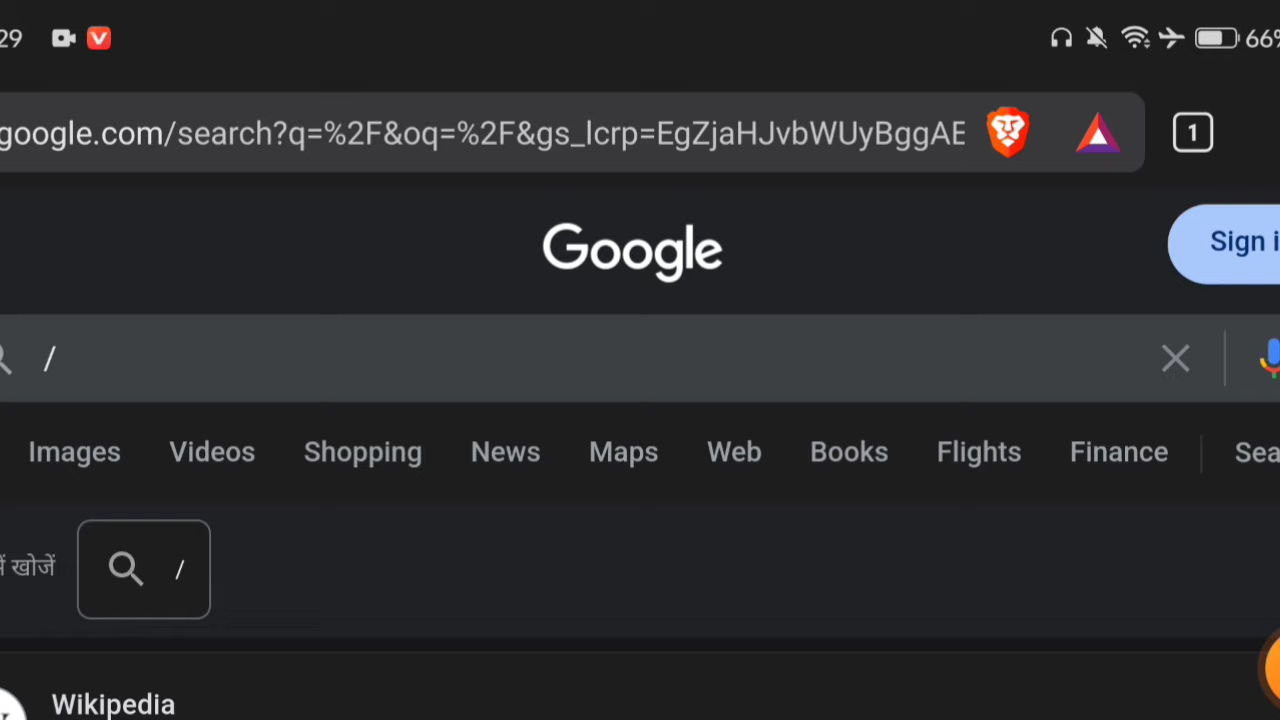 29 66%
google.com/search?q=%2F&oq=%2F&gs_lcrp=EgZjaHJvbWUyBggAE 1
Google
Sign i
/
Images Videos Shopping News Maps Web Books Flights Finance Sea
में खोजें /
Wikipedia